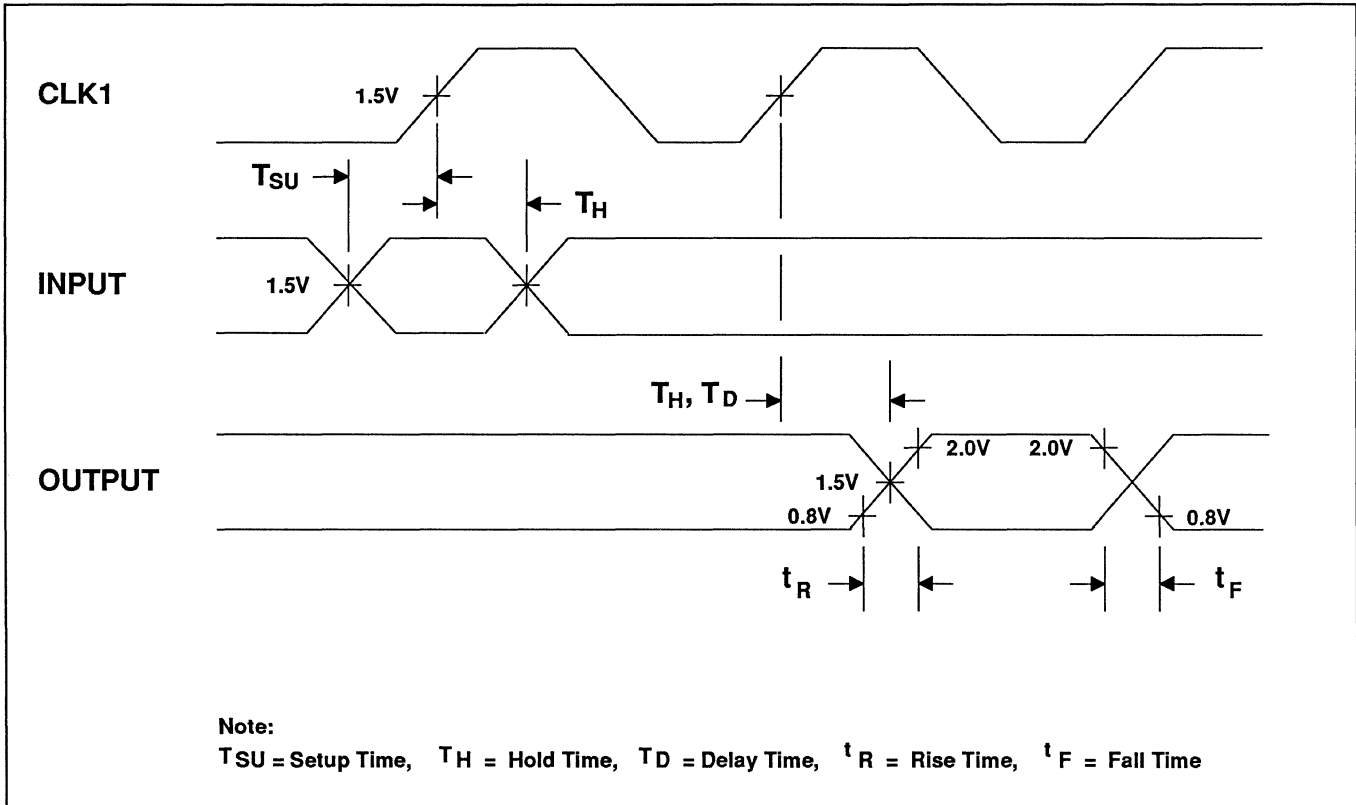 CLK1
1.5V
TSU
TH
INPUT
1.5V
TH, TD
OUTPUT
2.0V 2.0V
1.5V
0.8V 0.8V
tR tF
Note:
TSU = Setup Time, TH = Hold Time, TD = Delay Time, tR = Rise Time, tF = Fall Time